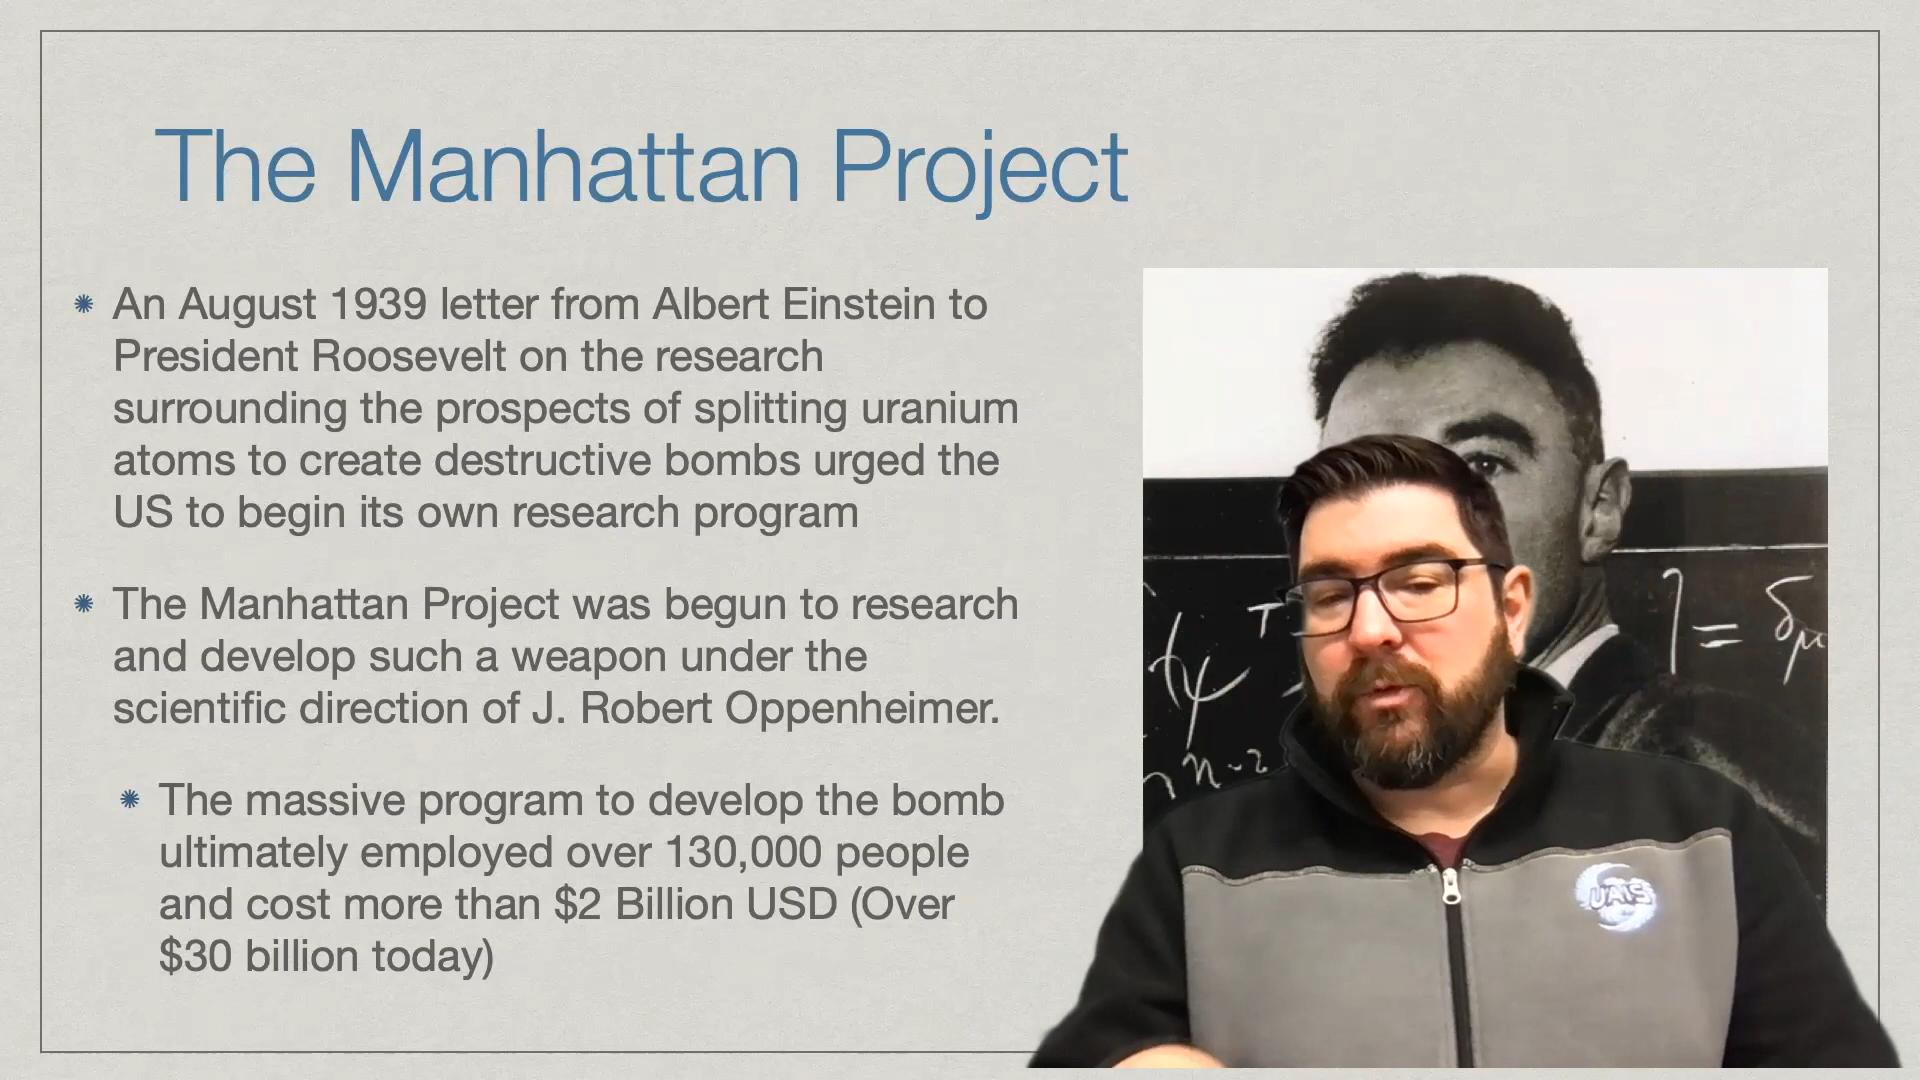 The Manhattan Project
An August 1939 letter from Albert Einstein to
President Roosevelt on the research
surrounding the prospects of splitting uranium
atoms to create destructive bombs urged the
US to begin its own research program
The Manhattan Project was begun to research
and develop such a weapon under the
scientific direction of J. Robert Oppenheimer.
The massive program to develop the bomb
ultimately employed over 130,000 people
and cost more than $2 Billion USD (Over
$30 billion today)
UAIS